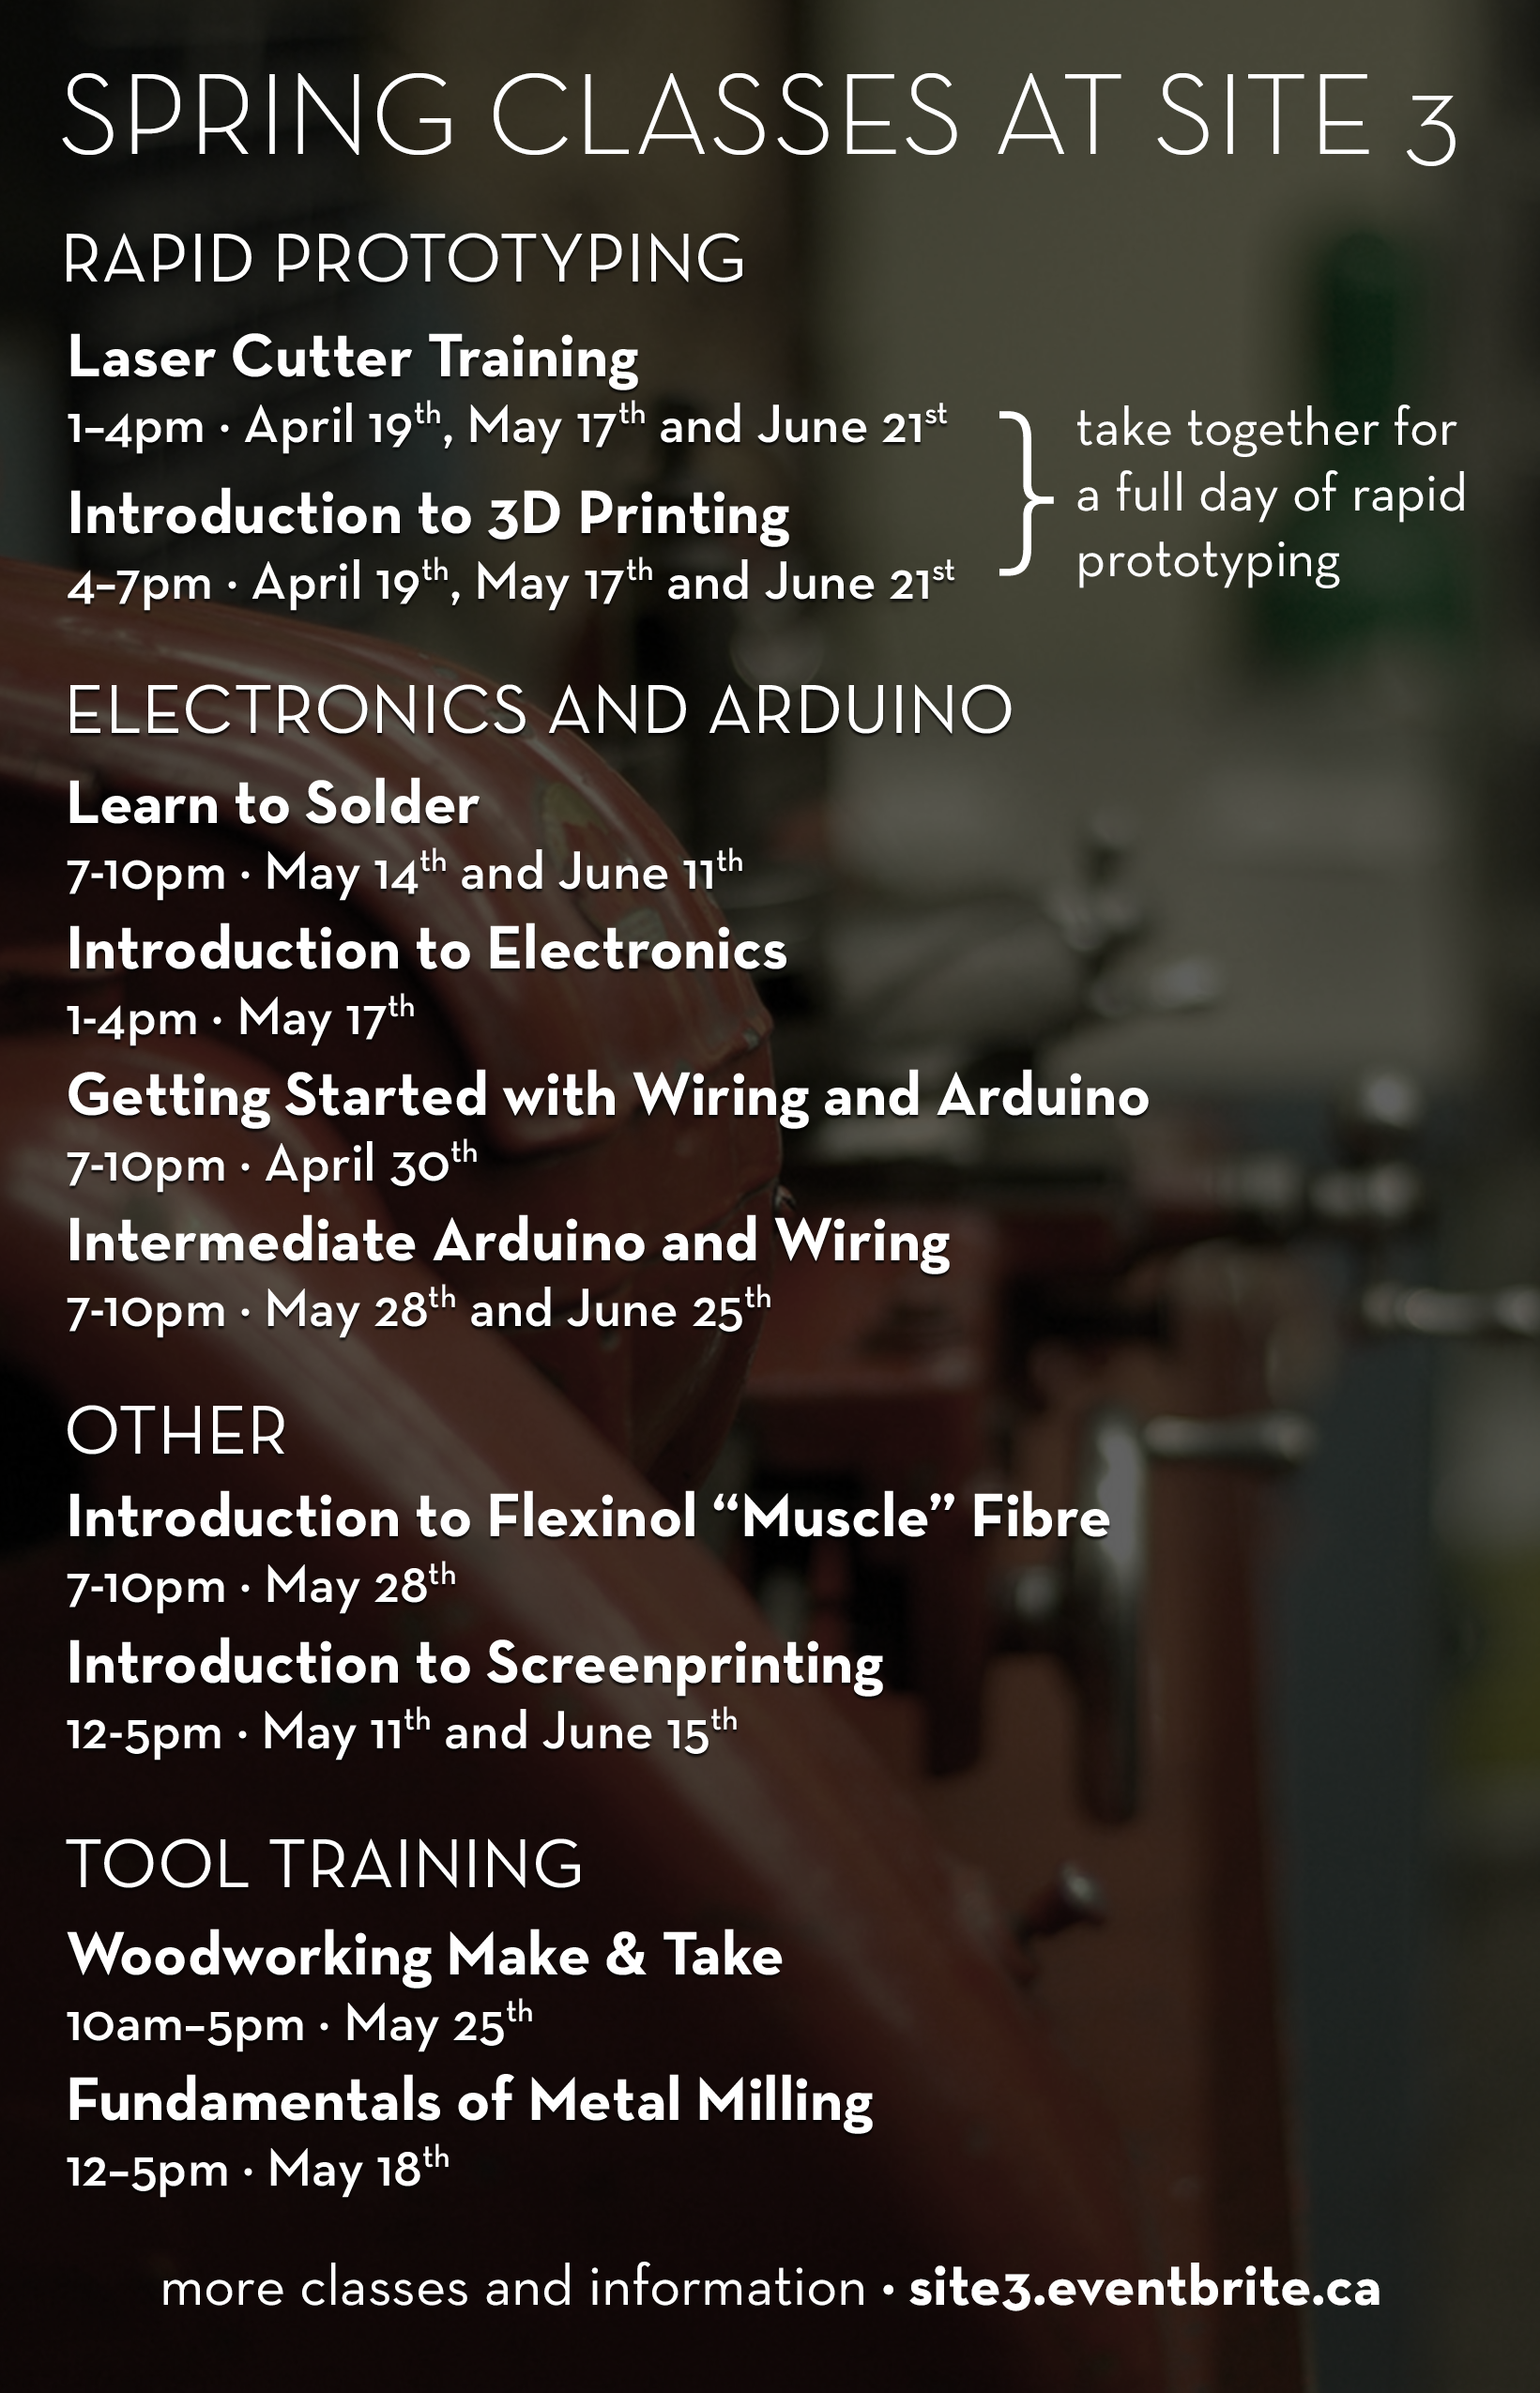 SPRING CLASSES AT SITE 3
RAPID PROTOTYPING
Laser Cutter Training
1–4pm · April 19th, May 17th and June 21st
Introduction to 3D Printing
4–7pm · April 19th, May 17th and June 21st
take together for
a full day of rapid
prototyping
ELECTRONICS AND ARDUINO
Learn to Solder
7-10pm · May 14th and June 11th
Introduction to Electronics
1-4pm · May 17th
Getting Started with Wiring and Arduino
7-10pm · April 30th
Intermediate Arduino and Wiring
7-10pm · May 28th and June 25th
OTHER
Introduction to Flexinol “Muscle” Fibre
7-10pm · May 28th
Introduction to Screenprinting
12-5pm · May 11th and June 15th
TOOL TRAINING
Woodworking Make & Take
10am–5pm · May 25th
Fundamentals of Metal Milling
12–5pm · May 18th
more classes and information · site3.eventbrite.ca